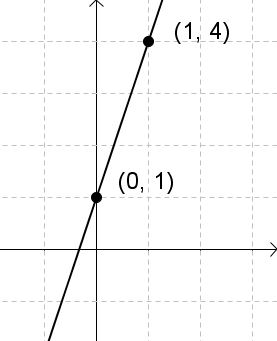 (1, 4)
(0, 1)